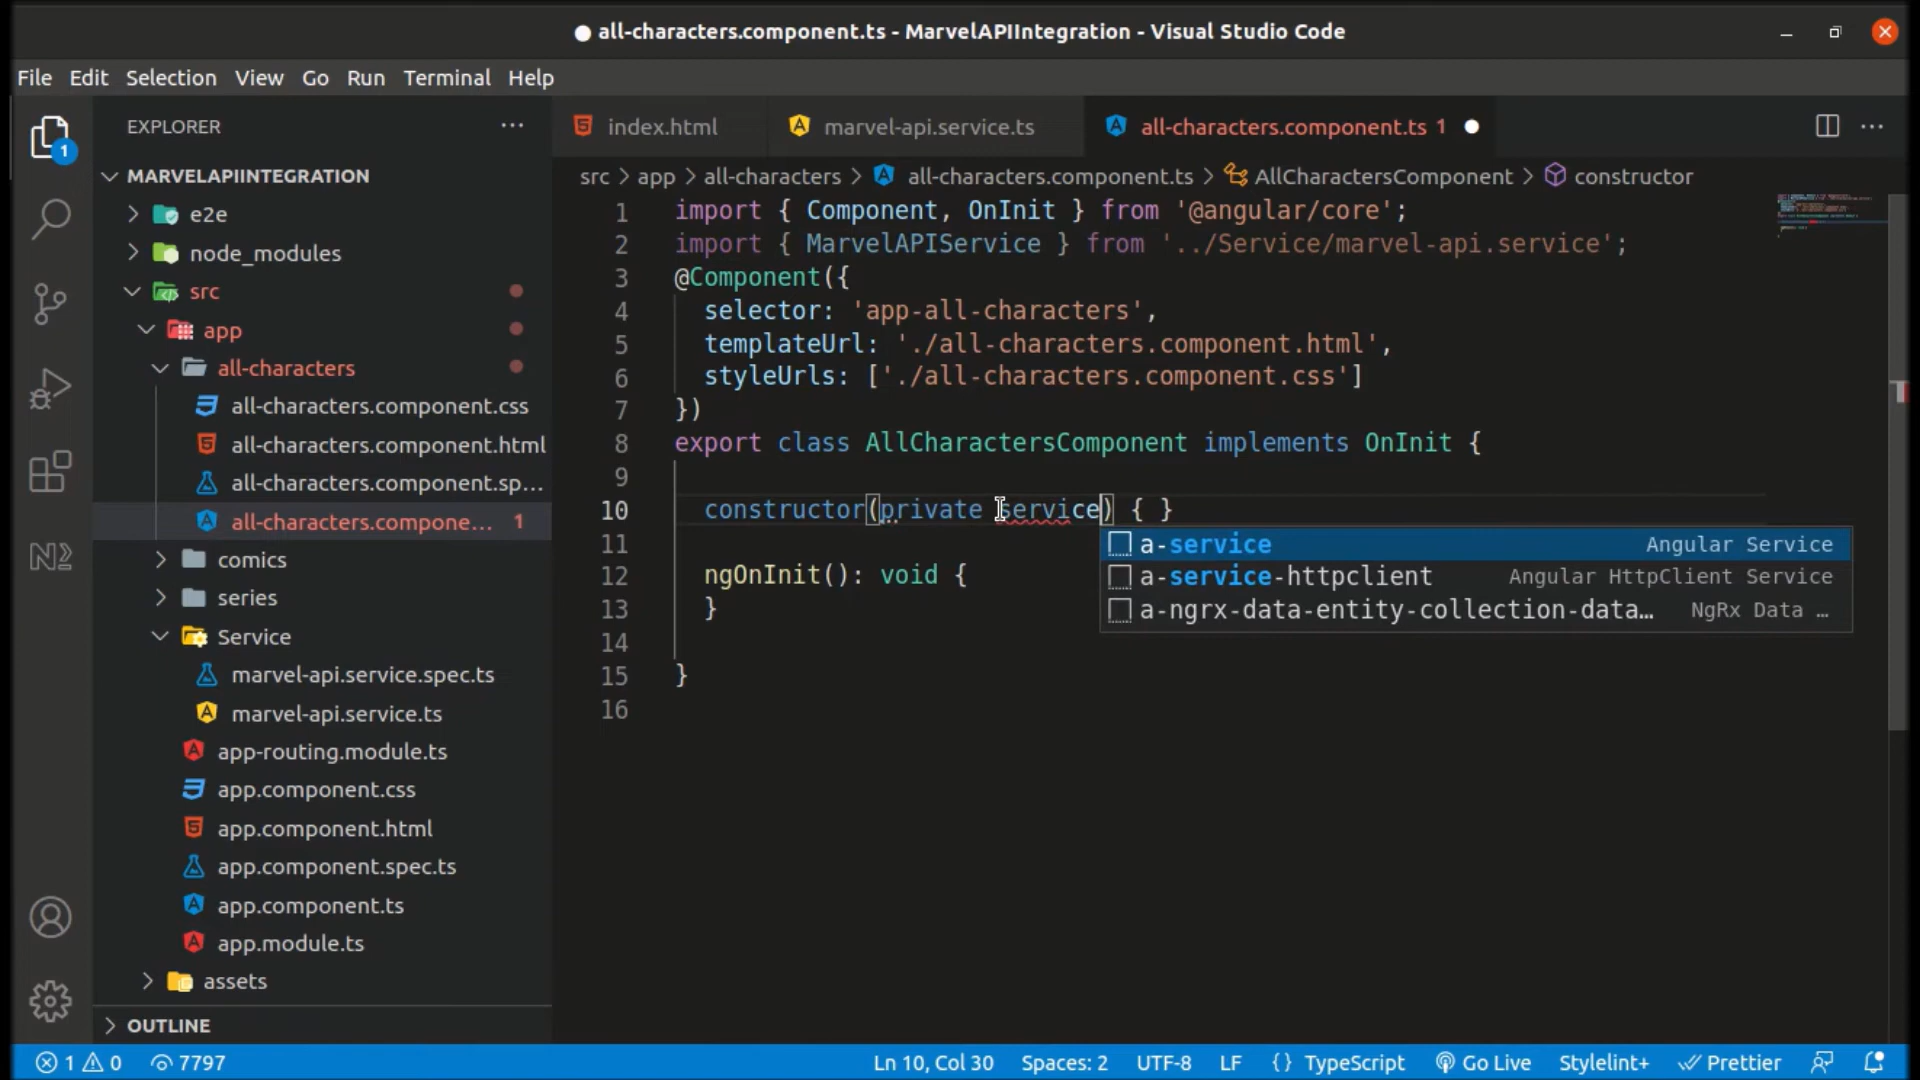 all-characters.component.ts - MarvelAPIIntegration - Visual Studio Code
File Edit Selection View Go Run Terminal Help
EXPLORER
MARVELAPIINTEGRATION
e2e
node_modules
src
app
all-characters
all-characters.component.css
all-characters.component.html
all-characters.component.sp...
all-characters.compone... 1
comics
series
Service
marvel-api.service.spec.ts
marvel-api.service.ts
app-routing.module.ts
app.component.css
app.component.html
app.component.spec.ts
app.component.ts
app.module.ts
assets
OUTLINE
1
index.html marvel-api.service.ts all-characters.component.ts 1
src > app > all-characters > all-characters.component.ts > AllCharactersComponent > constructor
1 import { Component, OnInit } from '@angular/core';
2 import { MarvelAPIService } from '../Service/marvel-api.service';
3 @Component({
4 selector: 'app-all-characters',
5 templateUrl: './all-characters.component.html',
6 styleUrls: ['./all-characters.component.css']
7 })
8 export class AllCharactersComponent implements OnInit {
9
10 constructor(private service) { }
11
12 ngOnInit(): void {
13 }
14
15 }
16
a-service Angular Service
a-service-httpclient Angular HttpClient Service
a-ngrx-data-entity-collection-data… NgRx Data …
1 0 7797 Ln 10, Col 30 Spaces: 2 UTF-8 LF {} TypeScript Go Live Stylelint+ Prettier